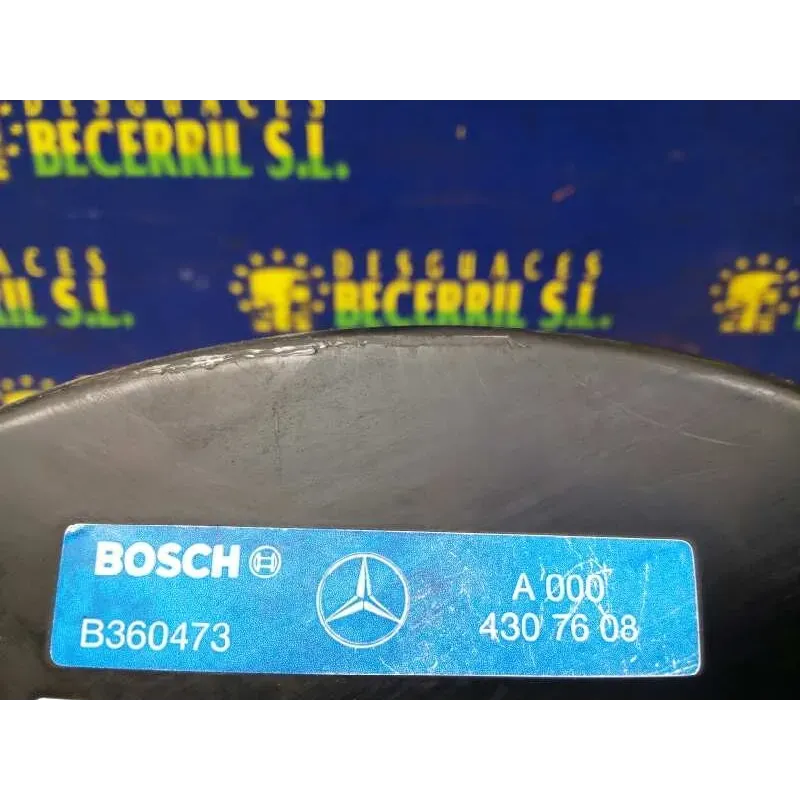 DESGUACES
BECERRIL S.L.
DESGUACES
BECERRIL S.L.
BOSCH
B360473
A 000
430 76 08